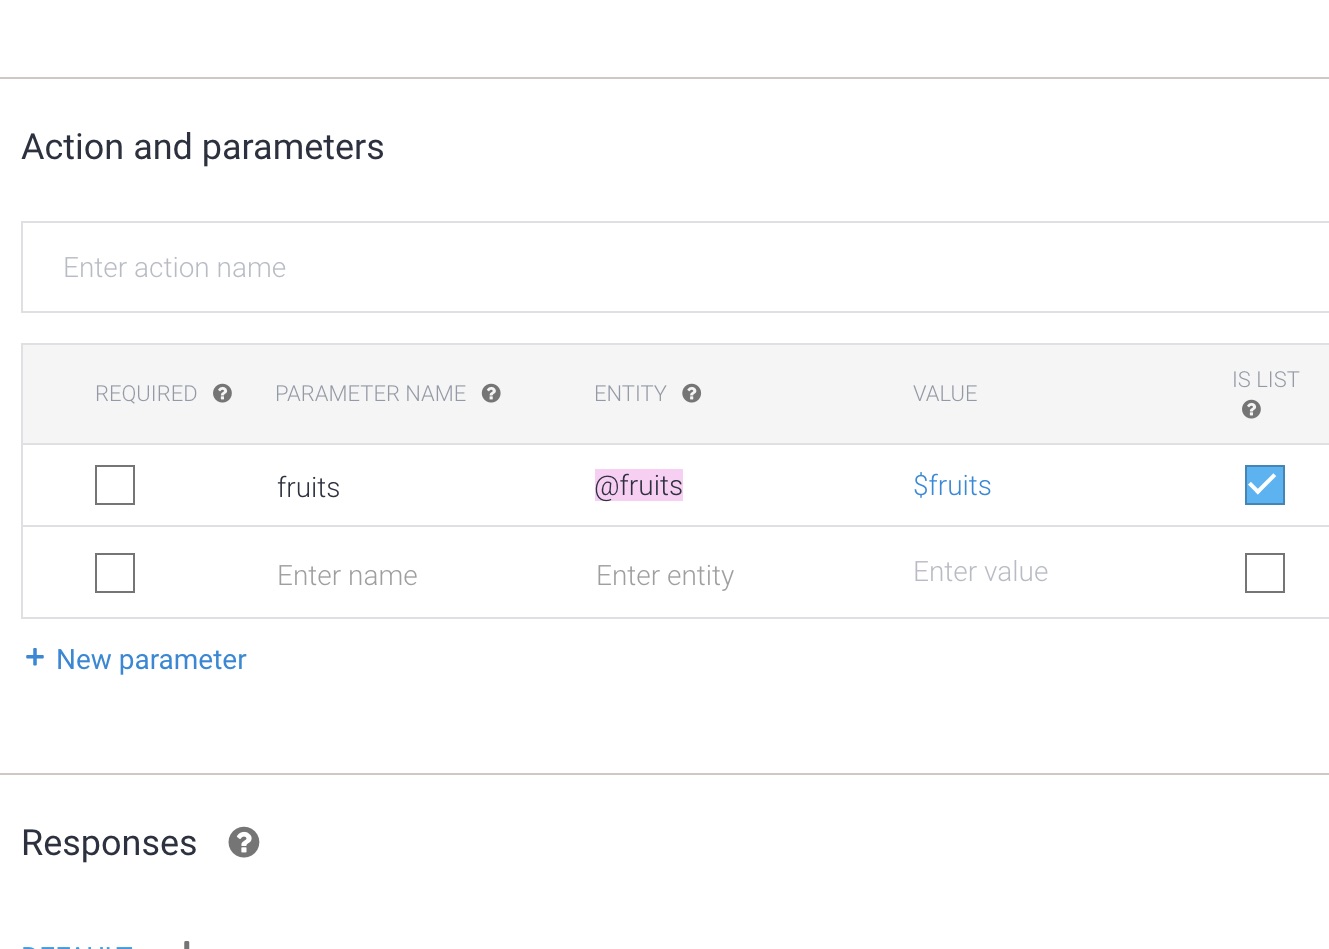 Action and parameters
Enter action name
REQUIRED PARAMETER NAME ENTITY VALUE IS LIST
fruits @fruits $fruits
Enter name Enter entity Enter value
+ New parameter
Responses
DEFAULT